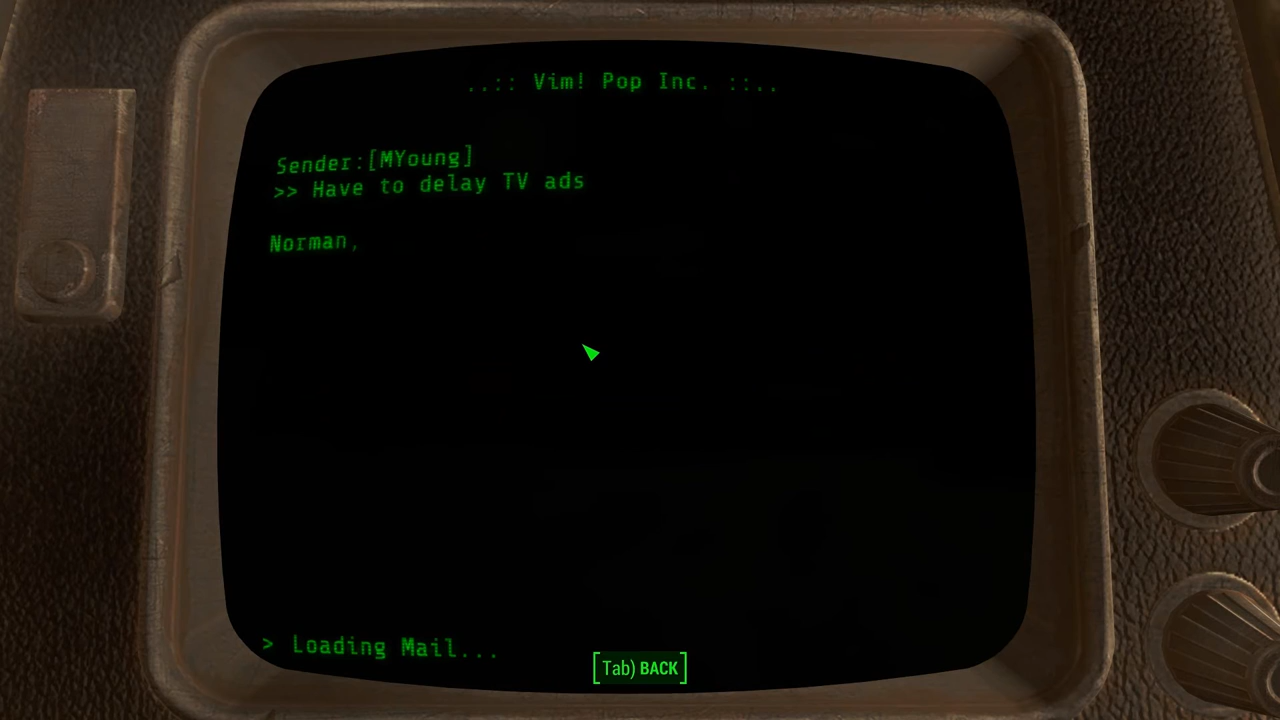 ..:: Vim! Pop Inc. ::..
Sender:[MYoung]
>> Have to delay TV ads
Norman,
> Loading Mail...
[Tab) BACK]